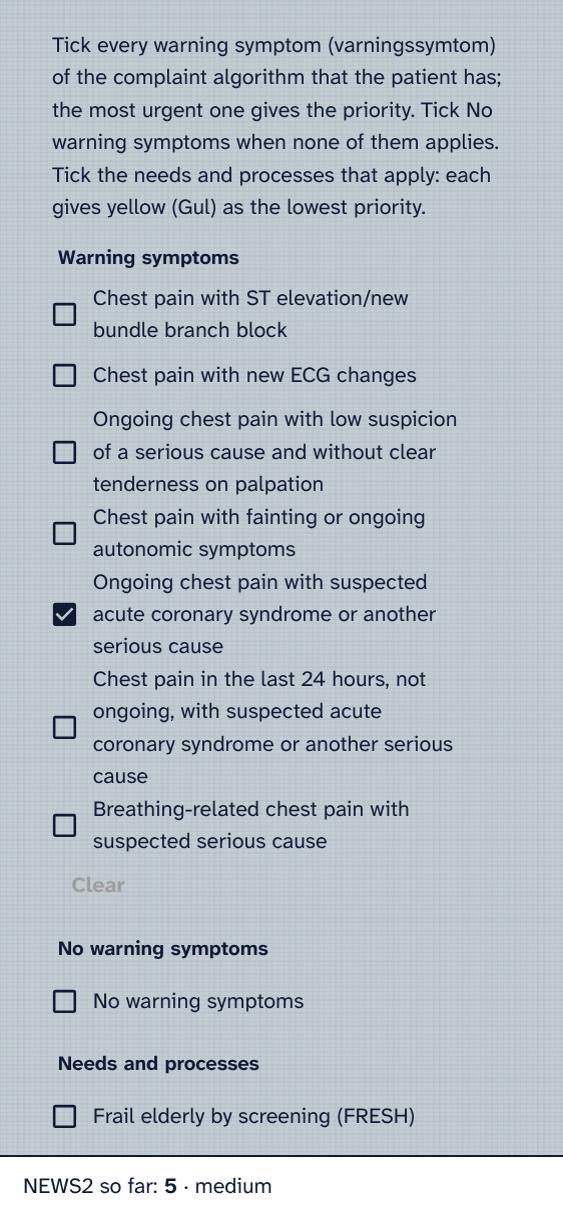 Tick every warning symptom (varningssymtom)
of the complaint algorithm that the patient has;
the most urgent one gives the priority. Tick No
warning symptoms when none of them applies.
Tick the needs and processes that apply: each
gives yellow (Gul) as the lowest priority.
Warning symptoms
Chest pain with ST elevation/new
bundle branch block
Chest pain with new ECG changes
Ongoing chest pain with low suspicion
of a serious cause and without clear
tenderness on palpation
Chest pain with fainting or ongoing
autonomic symptoms
Ongoing chest pain with suspected
acute coronary syndrome or another
serious cause
Chest pain in the last 24 hours, not
ongoing, with suspected acute
coronary syndrome or another serious
cause
Breathing-related chest pain with
suspected serious cause
Clear
No warning symptoms
No warning symptoms
Needs and processes
Frail elderly by screening (FRESH)
NEWS2 so far: 5 · medium